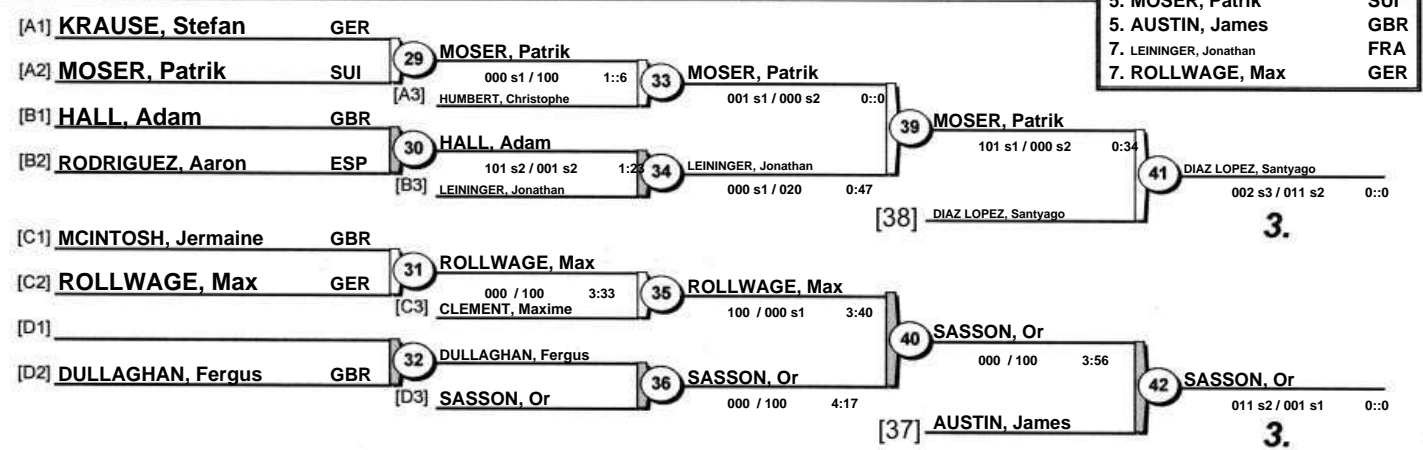 5. MOSER, Patrik SUI
5. AUSTIN, James GBR
7. LEININGER, Jonathan FRA
7. ROLLWAGE, Max GER
[A1] KRAUSE, Stefan GER
29 MOSER, Patrik
[A2] MOSER, Patrik SUI
000 s1 / 100 1::6
33 MOSER, Patrik
[A3] HUMBERT, Christophe
001 s1 / 000 s2 0::0
[B1] HALL, Adam GBR
39 MOSER, Patrik
30 HALL, Adam
101 s1 / 000 s2 0:34
[B2] RODRIGUEZ, Aaron ESP
101 s2 / 001 s2 1:23
34 LEININGER, Jonathan
41 DIAZ LOPEZ, Santyago
[B3] LEININGER, Jonathan
000 s1 / 020 0:47
002 s3 / 011 s2 0::0
[38] DIAZ LOPEZ, Santyago
3.
[C1] MCINTOSH, Jermaine GBR
31 ROLLWAGE, Max
[C2] ROLLWAGE, Max GER
000 / 100 3:33
35 ROLLWAGE, Max
[C3] CLEMENT, Maxime
100 / 000 s1 3:40
[D1]
40 SASSON, Or
32 DULLAGHAN, Fergus
000 / 100 3:56
[D2] DULLAGHAN, Fergus GBR
36 SASSON, Or
42 SASSON, Or
[D3] SASSON, Or
000 / 100 4:17
011 s2 / 001 s1 0::0
[37] AUSTIN, James
3.